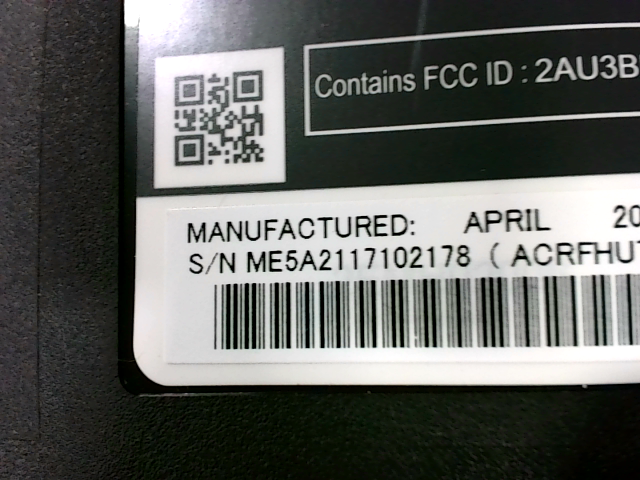 Contains FCC ID : 2AU3B
MANUFACTURED: APRIL 20
S/N ME5A2117102178 ( ACRFHU